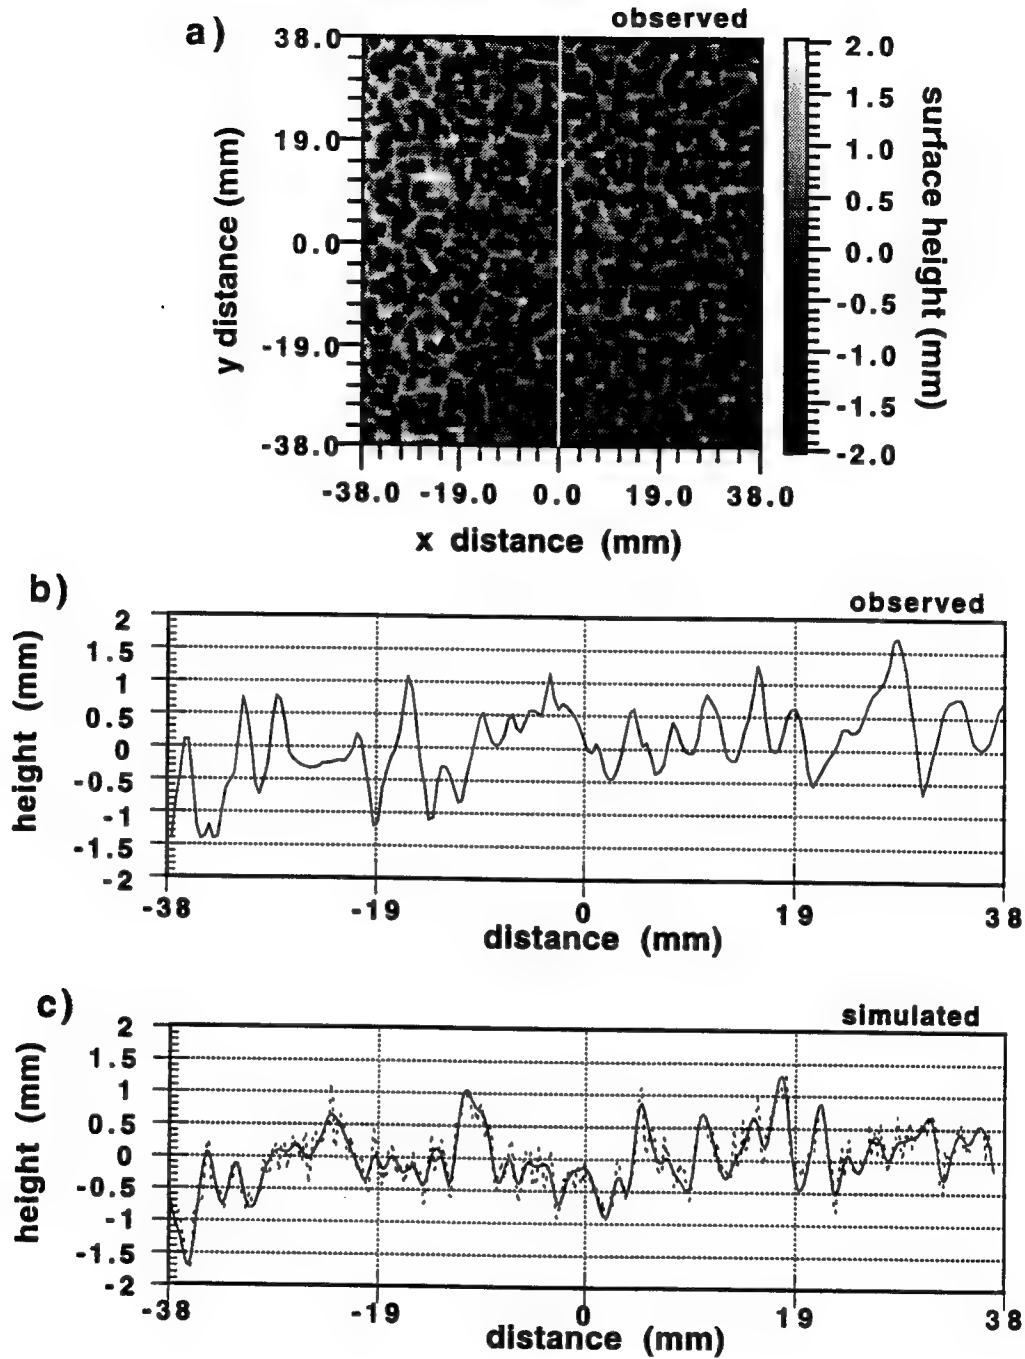 a)
observed
38.0
19.0
0.0
-19.0
-38.0
y distance (mm)
-38.0 -19.0 0.0 19.0 38.0
x distance (mm)
2.0
1.5
1.0
0.5
0.0
-0.5
-1.0
-1.5
-2.0
surface height (mm)
b)
observed
2
1.5
1
0.5
0
-0.5
-1
-1.5
-2
height (mm)
-38 -19 0 19 38
distance (mm)
c)
simulated
2
1.5
1
0.5
0
-0.5
-1
-1.5
-2
height (mm)
-38 -19 0 19 38
distance (mm)